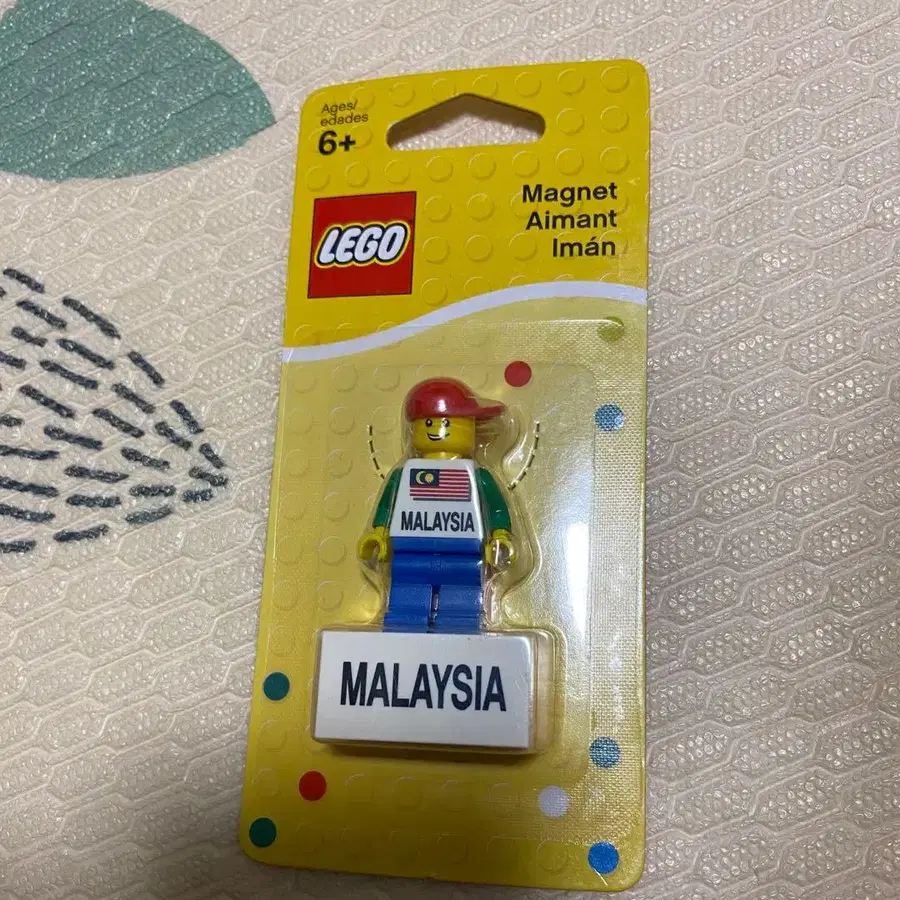 Ages/
edades
6+
LEGO
Magnet
Aimant
Imán
MALAYSIA
MALAYSIA